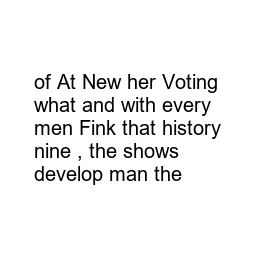 of At New her Voting
what and with every
men Fink that history
nine , the shows
develop man the